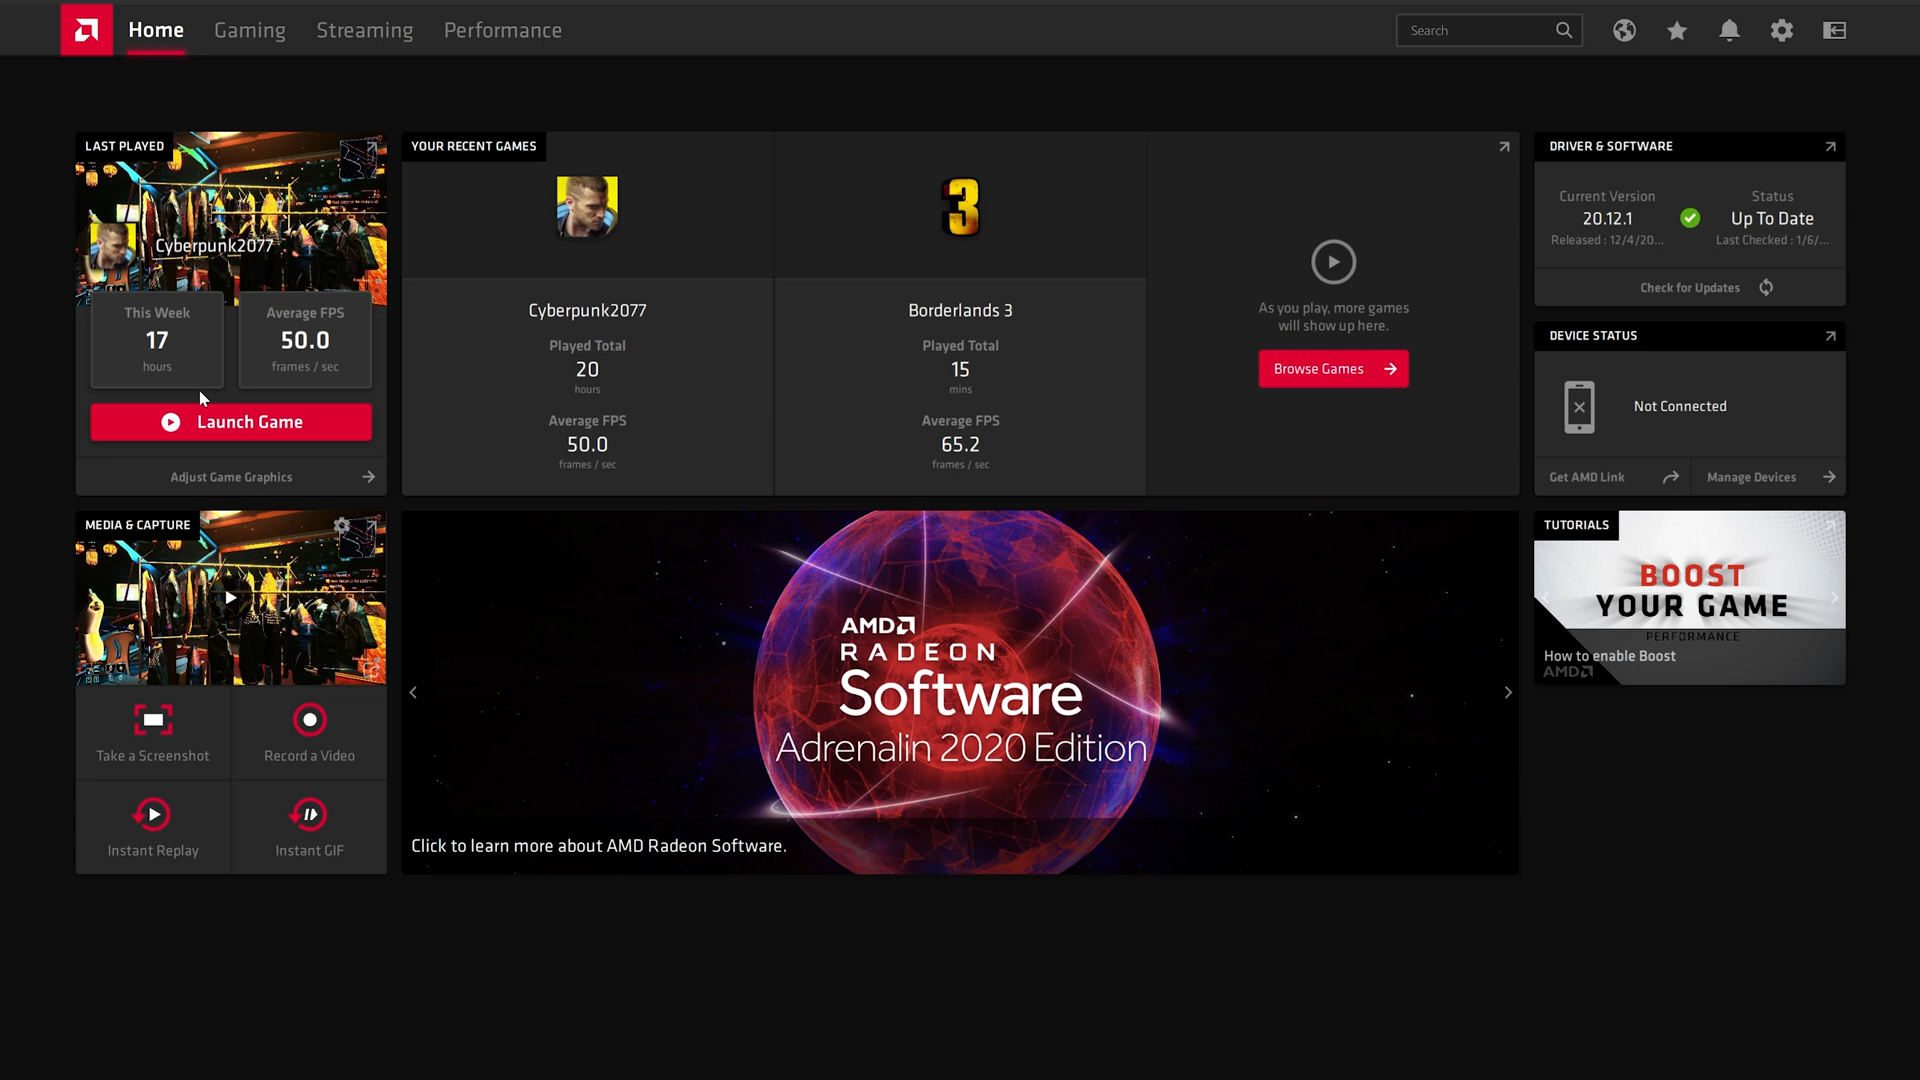 Home Gaming Streaming Performance
Search
LAST PLAYED
Cyberpunk2077
This Week
17
hours
Average FPS
50.0
frames / sec
Launch Game
Adjust Game Graphics
YOUR RECENT GAMES
3
Cyberpunk2077
Played Total
20
hours
Average FPS
50.0
frames / sec
Borderlands 3
Played Total
15
mins
Average FPS
65.2
frames / sec
As you play, more games
will show up here.
Browse Games
DRIVER & SOFTWARE
Current Version
20.12.1
Released : 12/4/20...
Status
Up To Date
Last Checked : 1/6/...
Check for Updates
DEVICE STATUS
Not Connected
Get AMD Link
Manage Devices
MEDIA & CAPTURE
Take a Screenshot
Record a Video
Instant Replay
Instant GIF
AMD
RADEON
Software
Adrenalin 2020 Edition
Click to learn more about AMD Radeon Software.
TUTORIALS
BOOST
YOUR GAME
PERFORMANCE
How to enable Boost
AMD